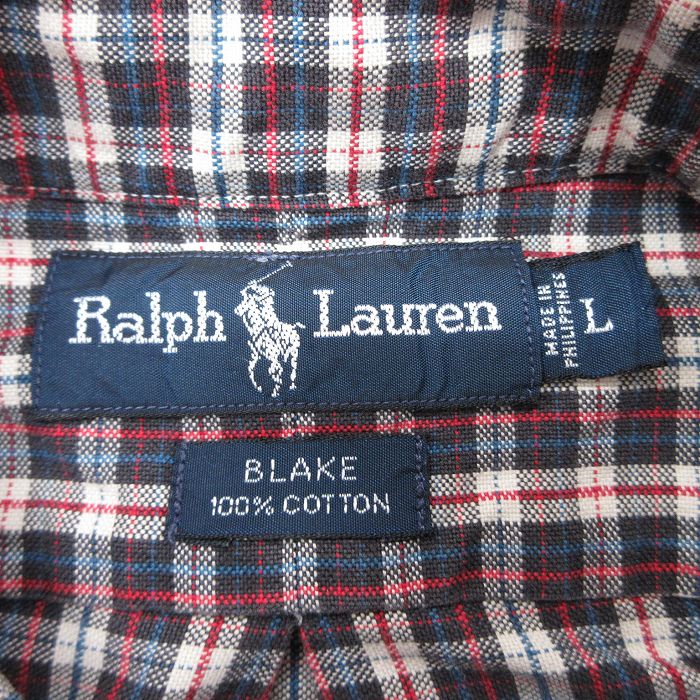 Ralph Lauren
MADE IN
PHILIPPINES
L
BLAKE
100% COTTON